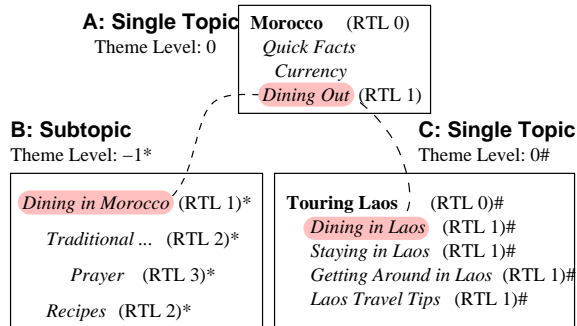 A: Single Topic
Theme Level: 0
Morocco (RTL 0)
Quick Facts
Currency
Dining Out (RTL 1)
B: Subtopic
Theme Level: −1*
Dining in Morocco (RTL 1)*
Traditional ... (RTL 2)*
Prayer (RTL 3)*
Recipes (RTL 2)*
C: Single Topic
Theme Level: 0#
Touring Laos (RTL 0)#
Dining in Laos (RTL 1)#
Staying in Laos (RTL 1)#
Getting Around in Laos (RTL 1)#
Laos Travel Tips (RTL 1)#